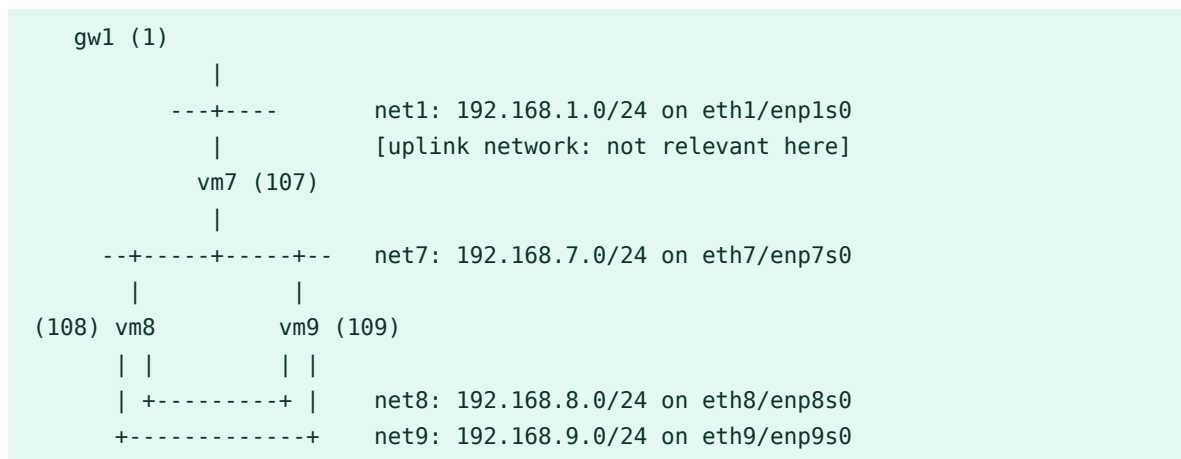 gw1 (1)
|
---+---- net1: 192.168.1.0/24 on eth1/enp1s0
| [uplink network: not relevant here]
vm7 (107)
|
--+-----+-----+-- net7: 192.168.7.0/24 on eth7/enp7s0
| |
(108) vm8 vm9 (109)
| | | |
| +---------+ | net8: 192.168.8.0/24 on eth8/enp8s0
+-------------+ net9: 192.168.9.0/24 on eth9/enp9s0